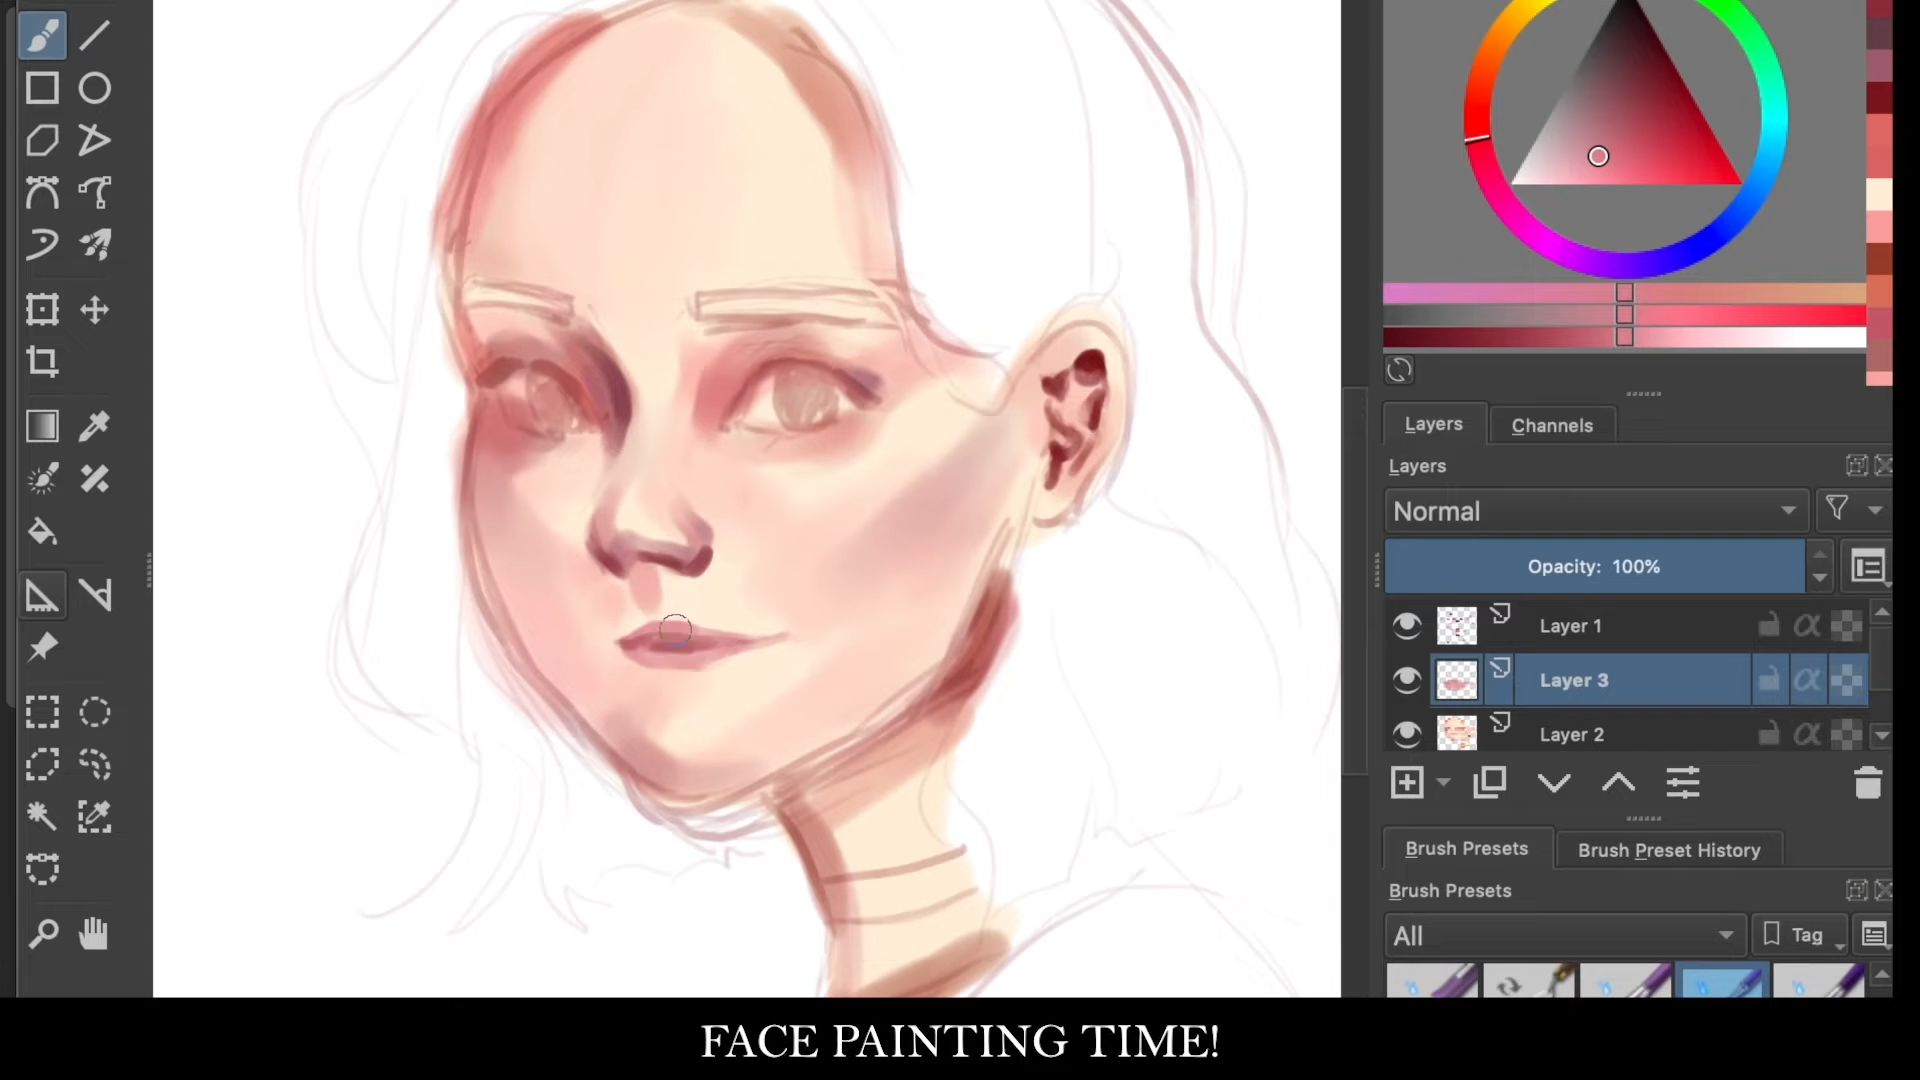 Layers
Channels
Layers
Normal
Opacity: 100%
Layer 1
Layer 3
Layer 2
Brush Presets
Brush Preset History
Brush Presets
All
Tag
FACE PAINTING TIME!